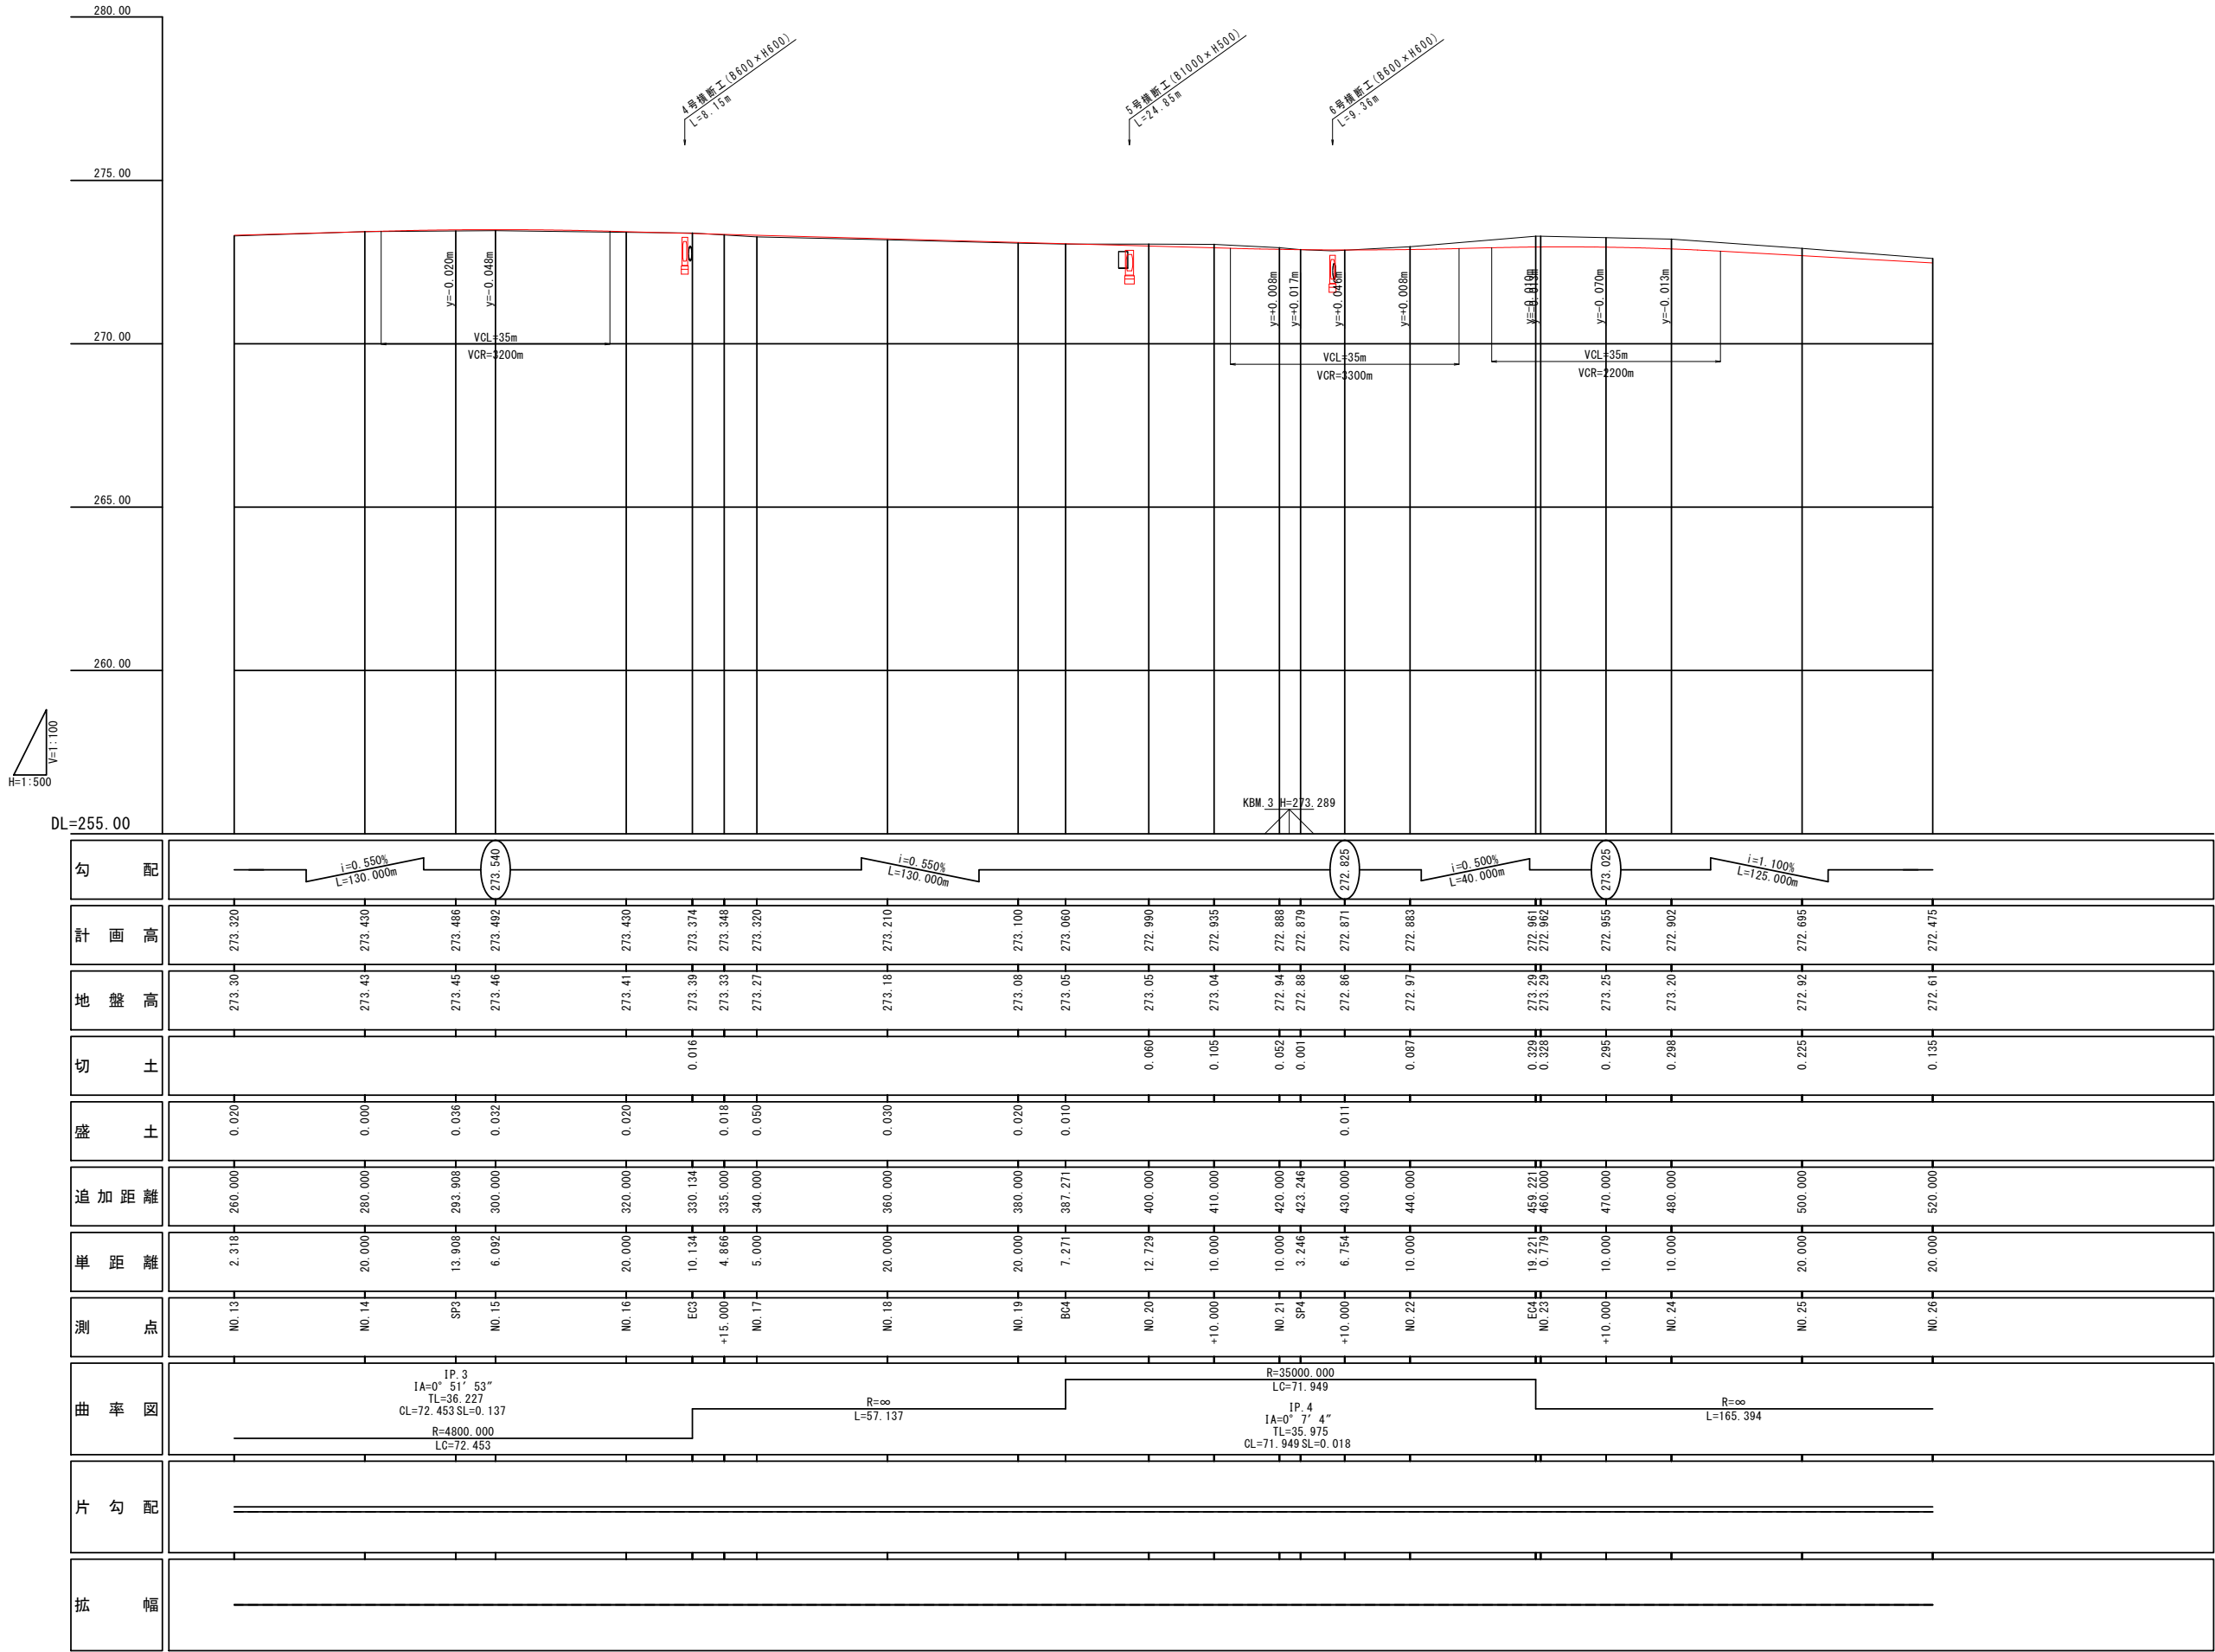 280.00
4号横断工(B600×H600)
L=8.15m
5号横断工(B1000×H500)
L=24.85m
6号横断工(B600×H600)
L=9.36m
275.00
y=-0.020m
y=-0.048m
y=+0.008m
y=+0.017m
y=+0.046m
y=+0.008m
y=-0.013m
y=-0.070m
y=-0.013m
270.00
VCL=35m
VCR=3200m
VCL=35m
VCR=3300m
VCL=35m
VCR=2200m
265.00
260.00
V=1:100
H=1:500
KBM.3 H=273.289
DL=255.00
勾配
i=0.550%
L=130.000m
273.540
i=0.550%
L=130.000m
272.825
i=0.500%
L=40.000m
273.025
i=1.100%
L=125.000m
計画高
273.320 273.430 273.486 273.492 273.430 273.374 273.348 273.320 273.210 273.100 273.060 272.990 272.935 272.888 272.879 272.871 272.883 272.961 272.962 272.955 272.902 272.695 272.475
地盤高
273.30 273.43 273.45 273.46 273.41 273.39 273.33 273.27 273.18 273.08 273.05 273.05 273.04 272.94 272.88 272.86 272.97 273.29 273.29 273.25 273.20 272.92 272.61
切土
0.016 0.060 0.105 0.052 0.001 0.087 0.329 0.328 0.295 0.298 0.225 0.135
盛土
0.020 0.000 0.036 0.032 0.020 0.018 0.050 0.030 0.020 0.010 0.011
追加距離
260.000 280.000 293.908 300.000 320.000 330.134 335.000 340.000 360.000 380.000 387.271 400.000 410.000 420.000 423.246 430.000 440.000 459.221 460.000 470.000 480.000 500.000 520.000
単距離
2.318 20.000 13.908 6.092 20.000 10.134 4.866 5.000 20.000 20.000 7.271 12.729 10.000 10.000 3.246 6.754 10.000 19.221 0.779 10.000 10.000 20.000 20.000
測点
NO.13 NO.14 SP3 NO.15 NO.16 EC3 +15.000 NO.17 NO.18 NO.19 BC4 NO.20 +10.000 NO.21 SP4 +10.000 NO.22 EC4 NO.23 +10.000 NO.24 NO.25 NO.26
曲率図
IP.3
IA=0°51′53″
TL=36.227
CL=72.453 SL=0.137
R=4800.000
LC=72.453
R=∞
L=57.137
R=35000.000
LC=71.949
IP.4
IA=0°7′4″
TL=35.975
CL=71.949 SL=0.018
R=∞
L=165.394
片勾配
拡幅